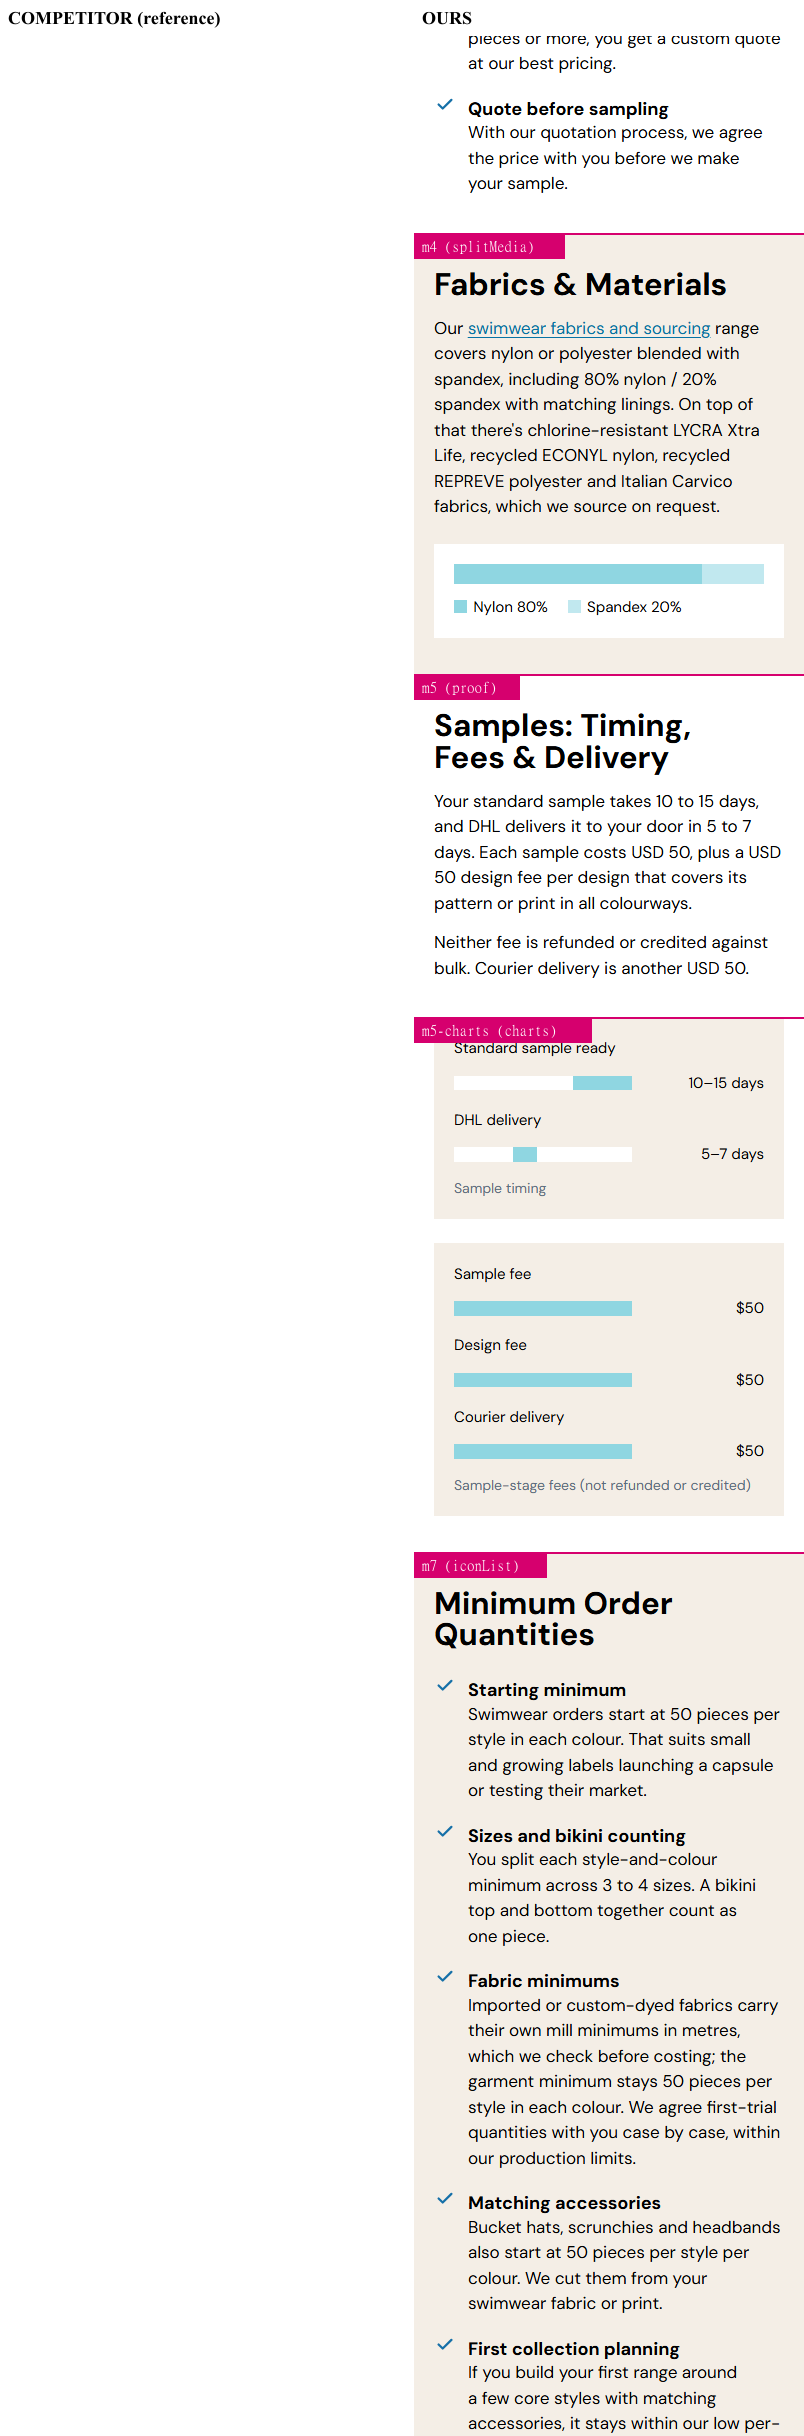 COMPETITOR (reference)
OURS
pieces or more, you get a custom quote
at our best pricing.
Quote before sampling
With our quotation process, we agree
the price with you before we make
your sample.
m4 (splitMedia)
Fabrics & Materials
Our swimwear fabrics and sourcing range
covers nylon or polyester blended with
spandex, including 80% nylon / 20%
spandex with matching linings. On top of
that there's chlorine-resistant LYCRA Xtra
Life, recycled ECONYL nylon, recycled
REPREVE polyester and Italian Carvico
fabrics, which we source on request.
Nylon 80%
Spandex 20%
m5 (proof)
Samples: Timing,
Fees & Delivery
Your standard sample takes 10 to 15 days,
and DHL delivers it to your door in 5 to 7
days. Each sample costs USD 50, plus a USD
50 design fee per design that covers its
pattern or print in all colourways.
Neither fee is refunded or credited against
bulk. Courier delivery is another USD 50.
m5-charts (charts)
Standard sample ready
10–15 days
DHL delivery
5–7 days
Sample timing
Sample fee
$50
Design fee
$50
Courier delivery
$50
Sample-stage fees (not refunded or credited)
m7 (iconList)
Minimum Order
Quantities
Starting minimum
Swimwear orders start at 50 pieces per
style in each colour. That suits small
and growing labels launching a capsule
or testing their market.
Sizes and bikini counting
You split each style-and-colour
minimum across 3 to 4 sizes. A bikini
top and bottom together count as
one piece.
Fabric minimums
Imported or custom-dyed fabrics carry
their own mill minimums in metres,
which we check before costing; the
garment minimum stays 50 pieces per
style in each colour. We agree first-trial
quantities with you case by case, within
our production limits.
Matching accessories
Bucket hats, scrunchies and headbands
also start at 50 pieces per style per
colour. We cut them from your
swimwear fabric or print.
First collection planning
If you build your first range around
a few core styles with matching
accessories, it stays within our low per-